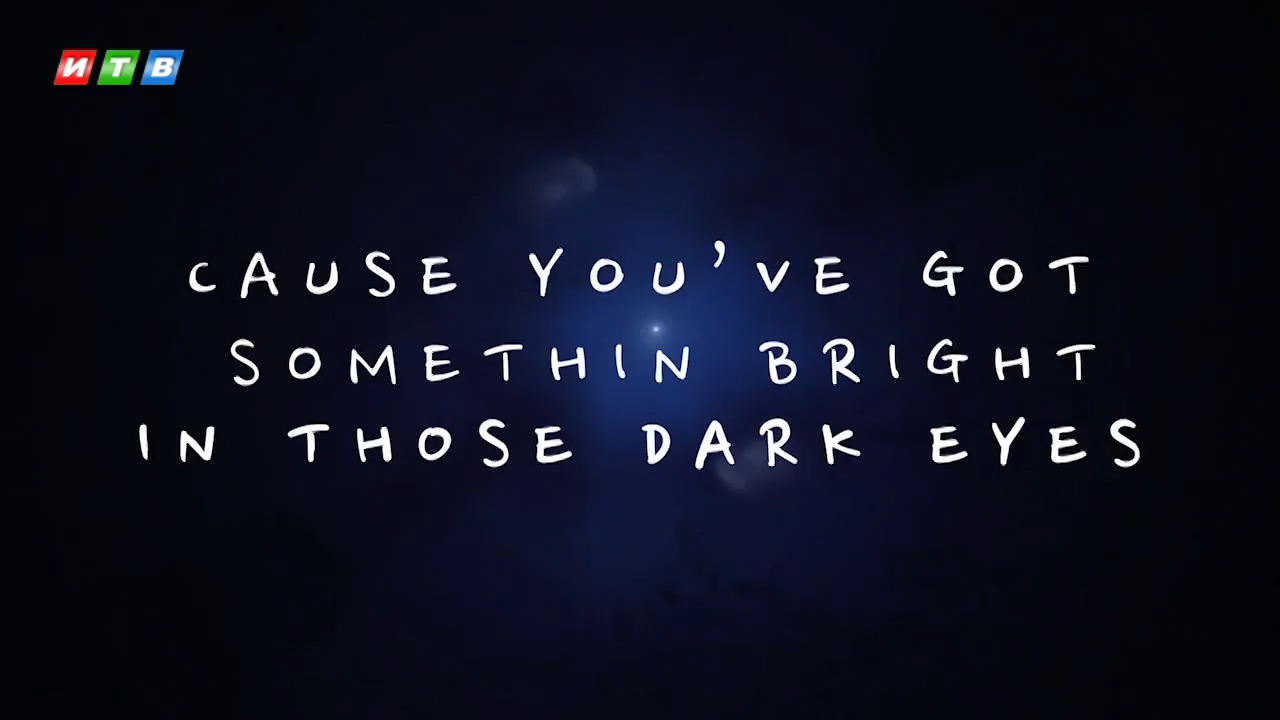 ИТВ
CAUSE YOU'VE GOT
SOMETHIN BRIGHT
IN THOSE DARK EYES